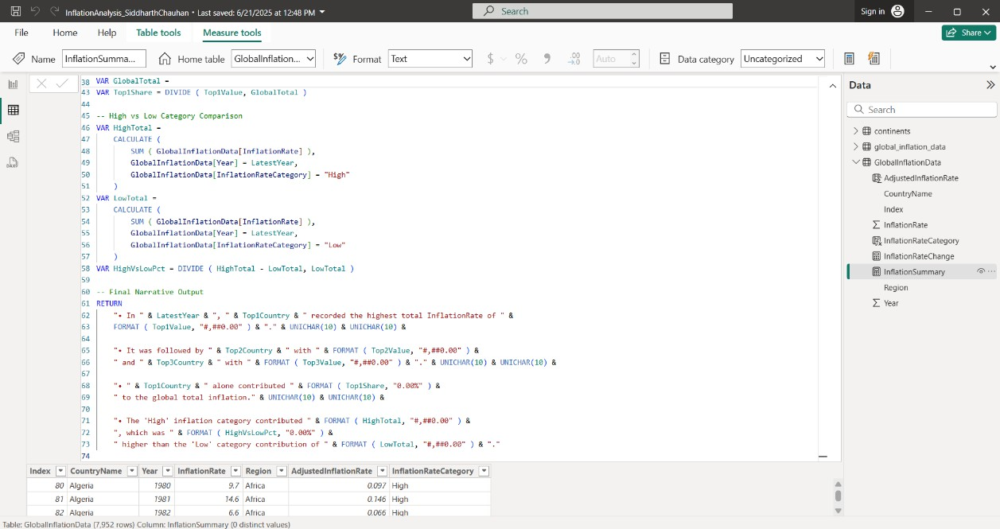 InflationAnalysis_SiddharthChauhan • Last saved: 6/21/2025 at 12:48 PM
Search
Sign in
File Home Help Table tools Measure tools
Share
Name InflationSumma... Home table GlobalInflation... $% Format Text $ % 9 .00 →.0 Auto Data category Uncategorized
38 VAR GlobalTotal =
43 VAR Top1Share = DIVIDE ( Top1Value, GlobalTotal )
44
45 -- High vs Low Category Comparison
46 VAR HighTotal =
47 CALCULATE (
48 SUM ( GlobalInflationData[InflationRate] ),
49 GlobalInflationData[Year] = LatestYear,
50 GlobalInflationData[InflationRateCategory] = "High"
51 )
52 VAR LowTotal =
53 CALCULATE (
54 SUM ( GlobalInflationData[InflationRate] ),
55 GlobalInflationData[Year] = LatestYear,
56 GlobalInflationData[InflationRateCategory] = "Low"
57 )
58 VAR HighVsLowPct = DIVIDE ( HighTotal - LowTotal, LowTotal )
59
60 -- Final Narrative Output
61 RETURN
62 "• In " & LatestYear & ", " & Top1Country & " recorded the highest total InflationRate of " &
63 FORMAT ( Top1Value, "#,##0.00" ) & "." & UNICHAR(10) & UNICHAR(10) &
64
65 "• It was followed by " & Top2Country & " with " & FORMAT ( Top2Value, "#,##0.00" ) &
66 " and " & Top3Country & " with " & FORMAT ( Top3Value, "#,##0.00" ) & "." & UNICHAR(10) & UNICHAR(10) &
67
68 "• " & Top1Country & " alone contributed " & FORMAT ( Top1Share, "0.00%" ) &
69 " to the global total inflation." & UNICHAR(10) & UNICHAR(10) &
70
71 "• The 'High' inflation category contributed " & FORMAT ( HighTotal, "#,##0.00" ) &
72 ", which was " & FORMAT ( HighVsLowPct, "0.00%" ) &
73 " higher than the 'Low' category contribution of " & FORMAT ( LowTotal, "#,##0.00" ) & "."
74
Index CountryName Year InflationRate Region AdjustedInflationRate InflationRateCategory
80 Algeria 1980 9.7 Africa 0.097 High
81 Algeria 1981 14.6 Africa 0.146 High
82 Algeria 1982 6.6 Africa 0.066 High
Data
Search
continents
global_inflation_data
GlobalInflationData
AdjustedInflationRate
CountryName
Index
InflationRate
InflationRateCategory
InflationRateChange
InflationSummary
Region
Year
Table: GlobalInflationData (7,952 rows) Column: InflationSummary (0 distinct values)